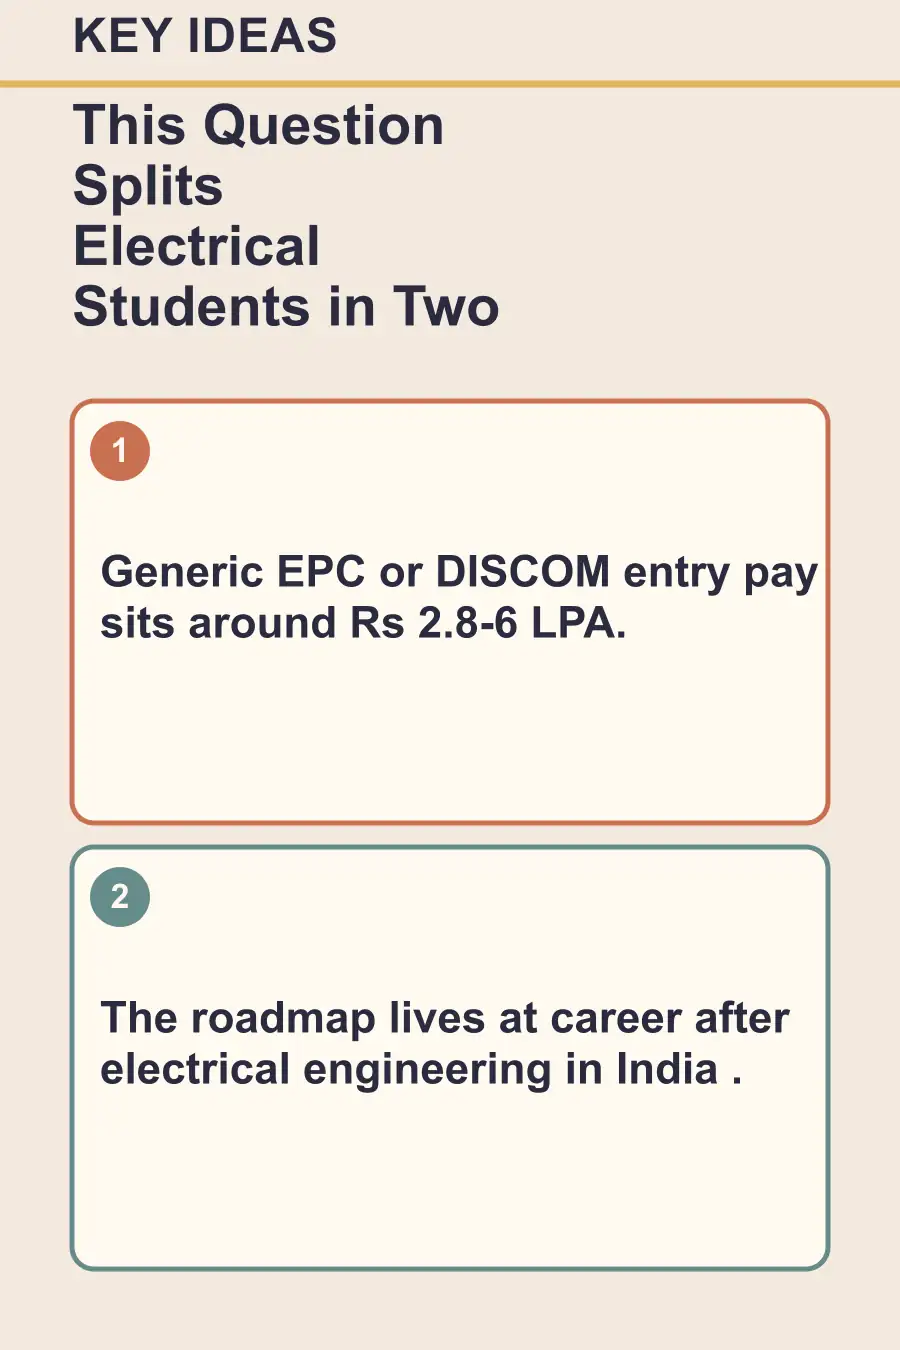 KEY IDEAS
This Question
Splits
Electrical
Students in Two
1
Generic EPC or DISCOM entry pay
sits around Rs 2.8-6 LPA.
2
The roadmap lives at career after
electrical engineering in India .